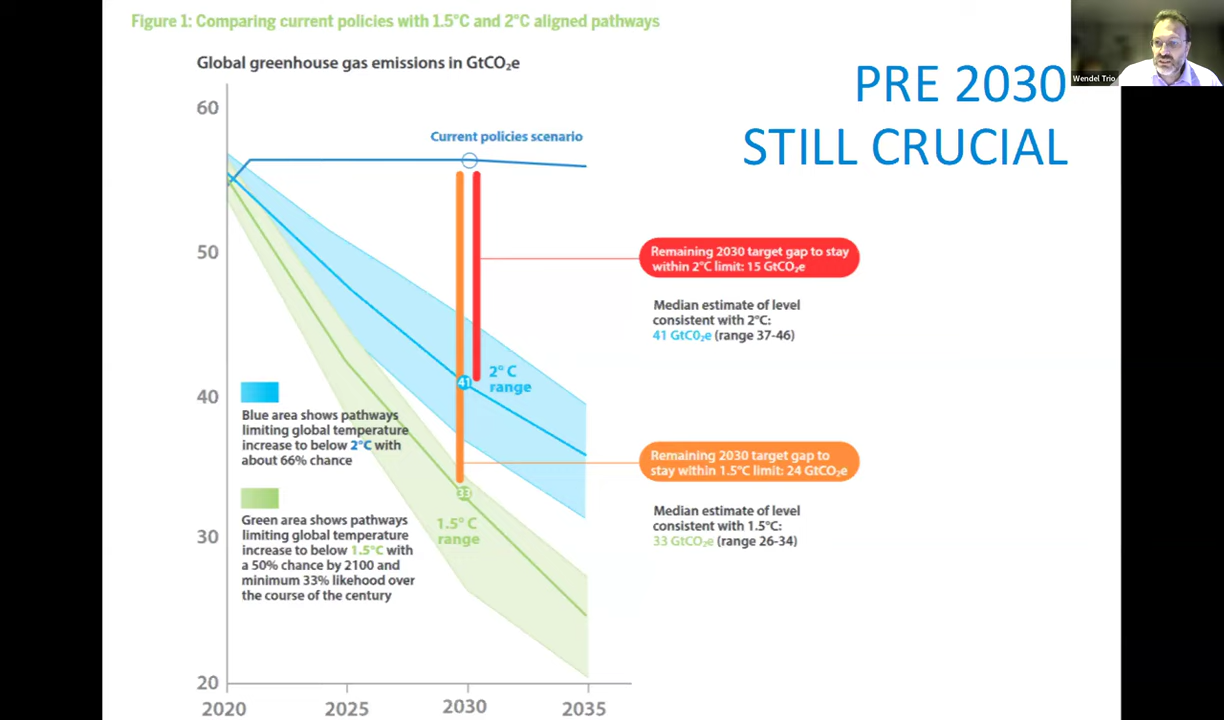 Figure 1: Comparing current policies with 1.5°C and 2°C aligned pathways
Global greenhouse gas emissions in GtCO₂e
PRE 2030
STILL CRUCIAL
Wendel Trio
60
50
40
30
20
2020
2025
2030
2035
Current policies scenario
Remaining 2030 target gap to stay
within 2°C limit: 15 GtCO₂e
Median estimate of level
consistent with 2°C:
41 GtC0₂e (range 37-46)
41
2° C
range
Blue area shows pathways
limiting global temperature
increase to below 2°C with
about 66% chance
Remaining 2030 target gap to
stay within 1.5°C limit: 24 GtCO₂e
Median estimate of level
consistent with 1.5°C:
33 GtCO₂e (range 26-34)
33
1.5° C
range
Green area shows pathways
limiting global temperature
increase to below 1.5°C with
a 50% chance by 2100 and
minimum 33% likehood over
the course of the century